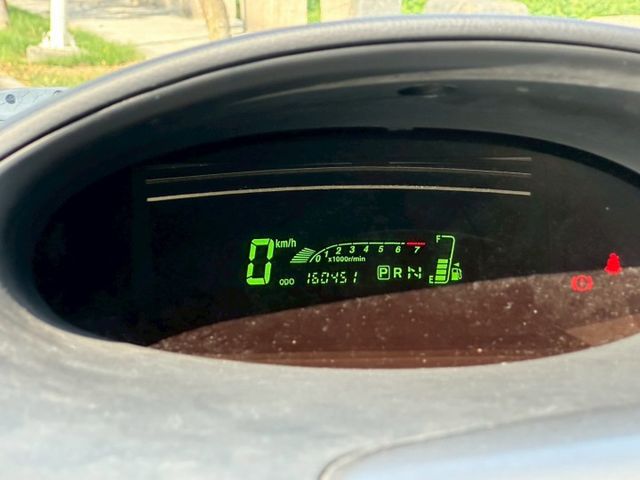 0 km/h
0 1 2 3 4 5 6 7
x1000r/min
ODO 160451
P R N
F
E